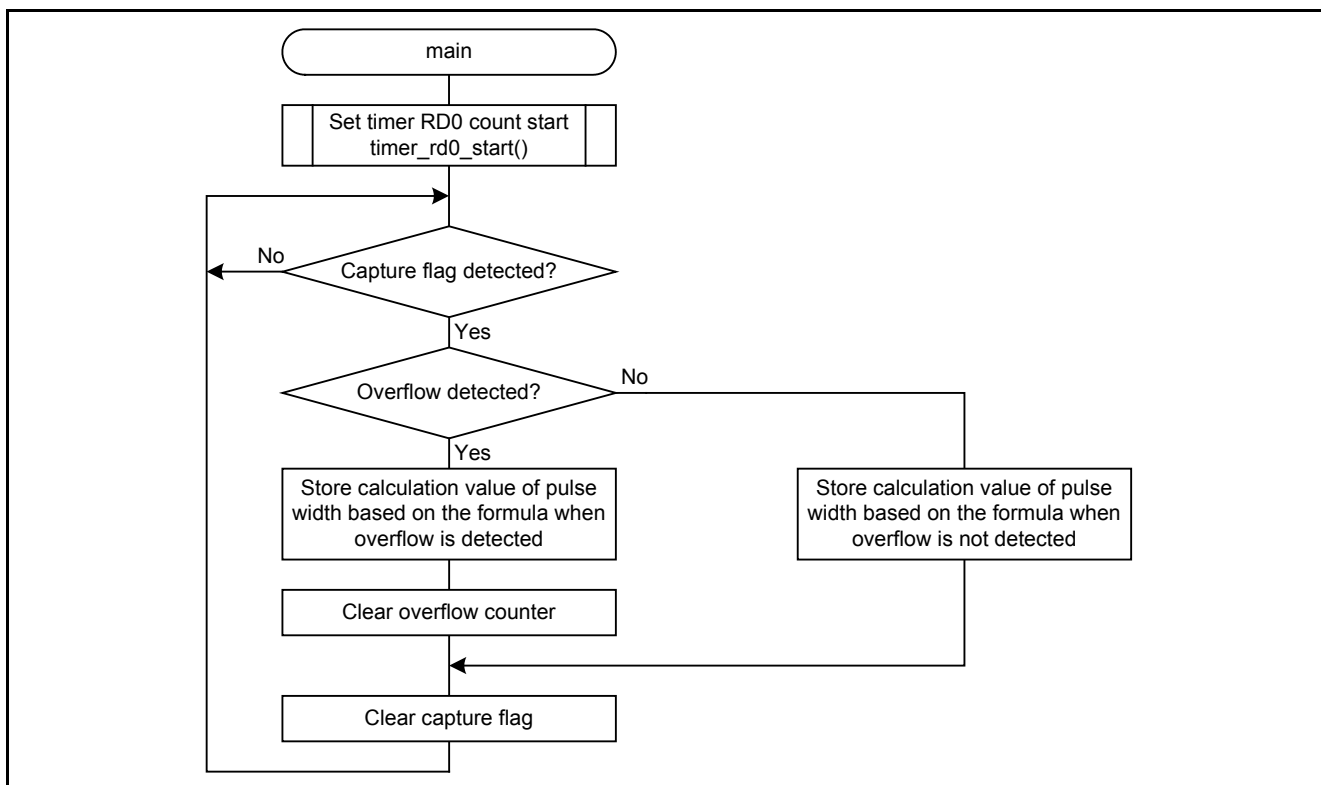 main
Set timer RD0 count start
timer_rd0_start()
No
Capture flag detected?
Yes
Overflow detected?
No
Yes
Store calculation value of pulse
width based on the formula when
overflow is detected
Store calculation value of pulse
width based on the formula when
overflow is not detected
Clear overflow counter
Clear capture flag